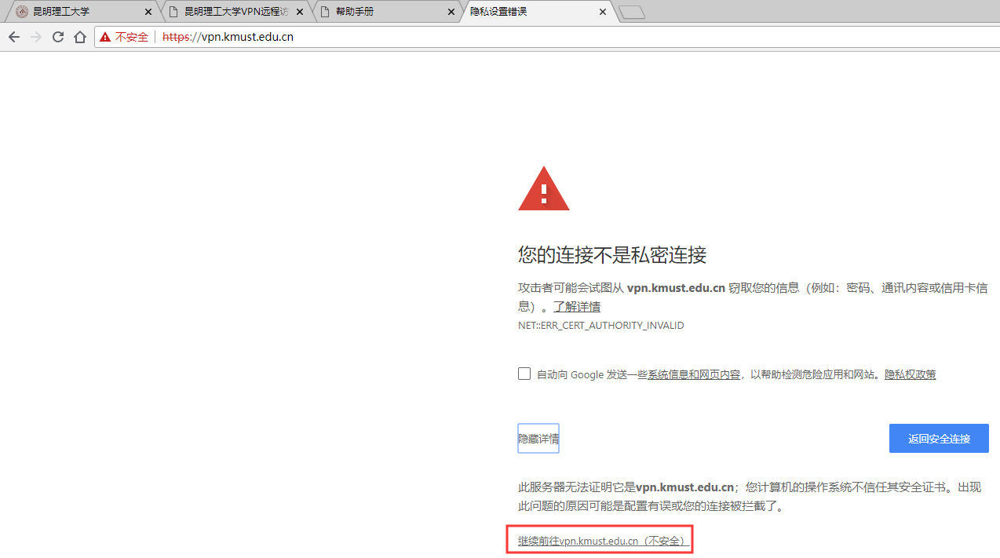 昆明理工大学
昆明理工大学VPN远程访
帮助手册
隐私设置错误
不安全
https://vpn.kmust.edu.cn
您的连接不是私密连接
攻击者可能会试图从 vpn.kmust.edu.cn 窃取您的信息（例如：密码、通讯内容或信用卡信
息）。了解详情
NET::ERR_CERT_AUTHORITY_INVALID
自动向 Google 发送一些系统信息和网页内容，以帮助检测危险应用和网站。隐私权政策
隐藏详情
返回安全连接
此服务器无法证明它是vpn.kmust.edu.cn；您计算机的操作系统不信任其安全证书。出现
此问题的原因可能是配置有误或您的连接被拦截了。
继续前往vpn.kmust.edu.cn（不安全）